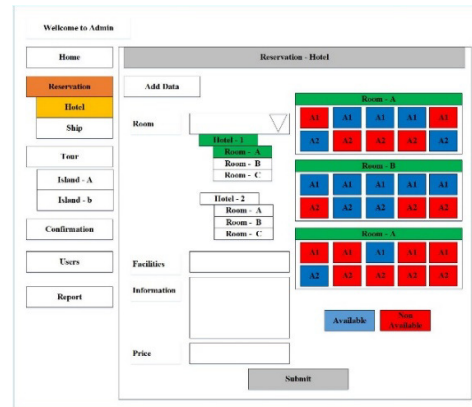 Wellcome to Admin
Home
Reservation
Hotel
Ship
Tour
Island - A
Island - b
Confirmation
Users
Report
Reservation - Hotel
Add Data
Room
Hotel - 1
Room - A
Room - B
Room - C
Hotel - 2
Room - A
Room - B
Room - C
Facilities
Information
Price
Submit
Room - A
A1 A1 A1 A1 A1
A2 A2 A2 A2 A2
Room - B
A1 A1 A1 A1 A1
A2 A2 A2 A2 A2
Room - A
A1 A1 A1 A1 A1
A2 A2 A2 A2 A2
Available
Non
Available